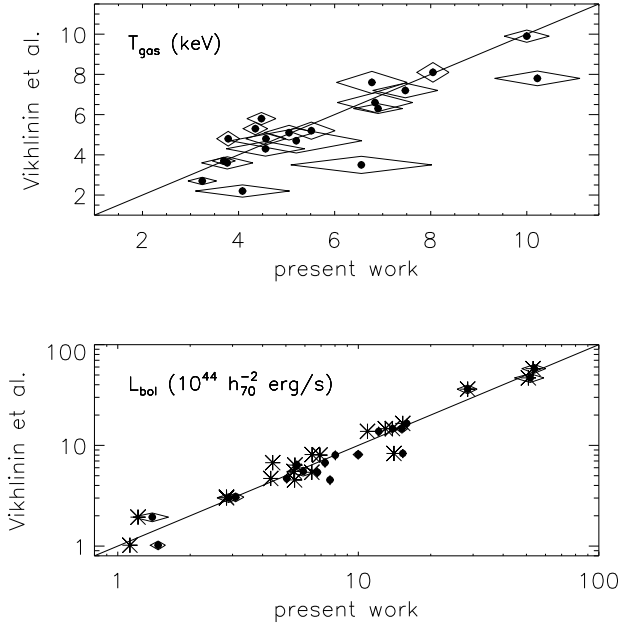 T_gas (keV)
Vikhlinin et al.
10
8
6
4
2
2 4 6 8 10
present work
L_bol (10^44 h_70^-2 erg/s)
Vikhlinin et al.
100
10
1
1 10 100
present work